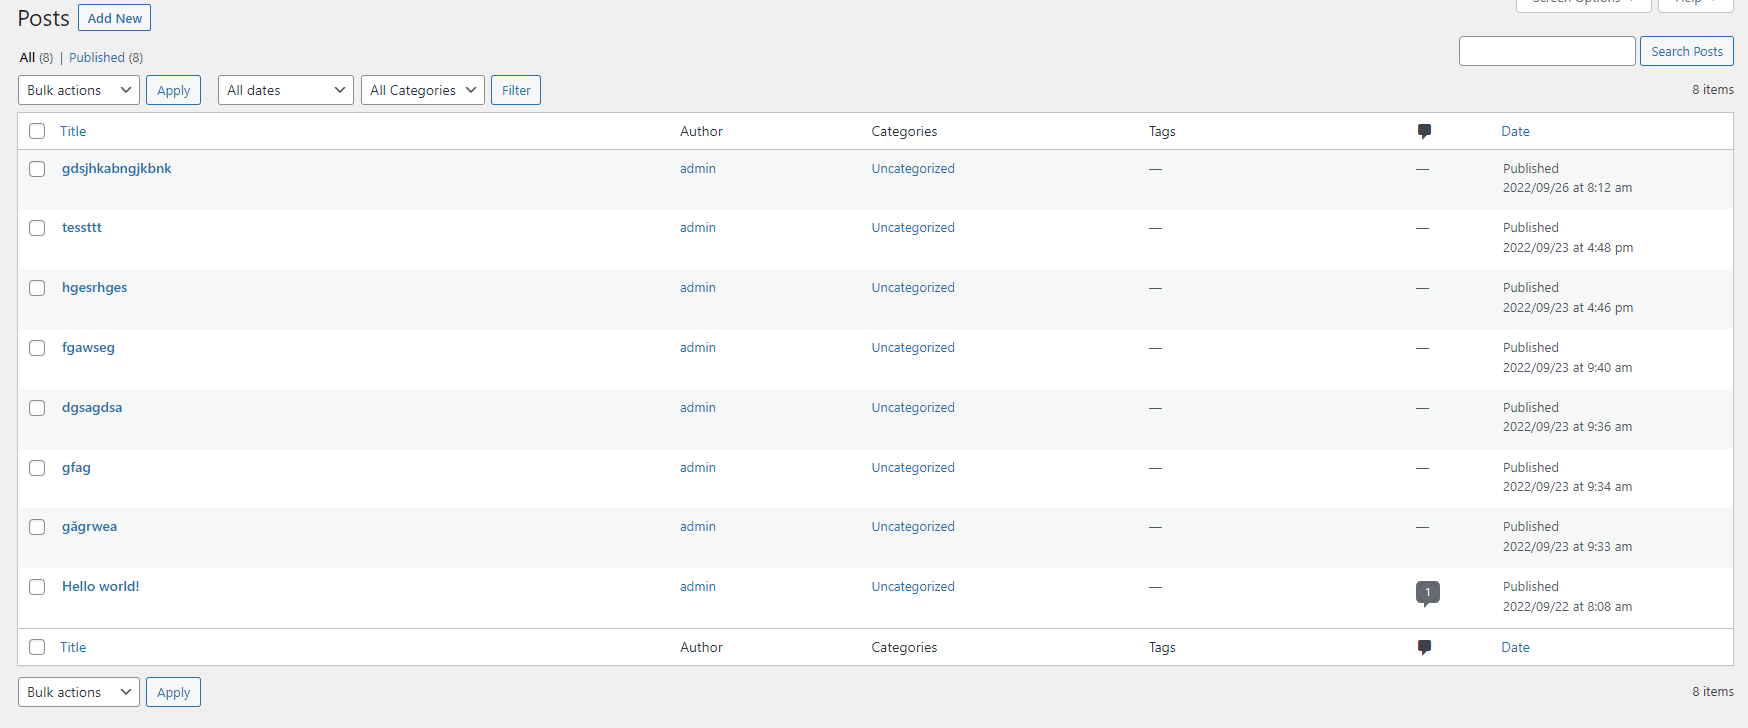 Posts Add New Screen Options Help
All (8) | Published (8)
Search Posts
Bulk actions Apply All dates All Categories Filter 8 items
Title Author Categories Tags Date
gdsjhkabngjkbnk admin Uncategorized — — Published
2022/09/26 at 8:12 am
tessttt admin Uncategorized — — Published
2022/09/23 at 4:48 pm
hgesrhges admin Uncategorized — — Published
2022/09/23 at 4:46 pm
fgawseg admin Uncategorized — — Published
2022/09/23 at 9:40 am
dgsagdsa admin Uncategorized — — Published
2022/09/23 at 9:36 am
gfag admin Uncategorized — — Published
2022/09/23 at 9:34 am
găgrwea admin Uncategorized — — Published
2022/09/23 at 9:33 am
Hello world! admin Uncategorized — 1 Published
2022/09/22 at 8:08 am
Title Author Categories Tags Date
Bulk actions Apply 8 items